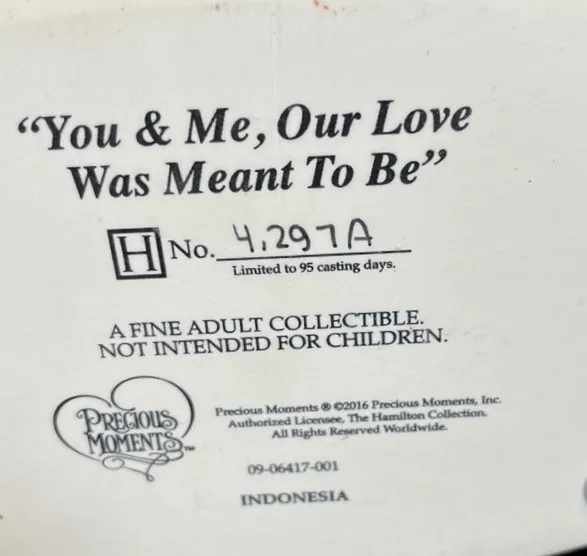 “You & Me, Our Love
Was Meant To Be”
H No. 4,297A
Limited to 95 casting days.
A FINE ADULT COLLECTIBLE.
NOT INTENDED FOR CHILDREN.
PRECIOUS
MOMENTS™
Precious Moments ® ©2016 Precious Moments, Inc.
Authorized Licensee, The Hamilton Collection.
All Rights Reserved Worldwide.
09-06417-001
INDONESIA